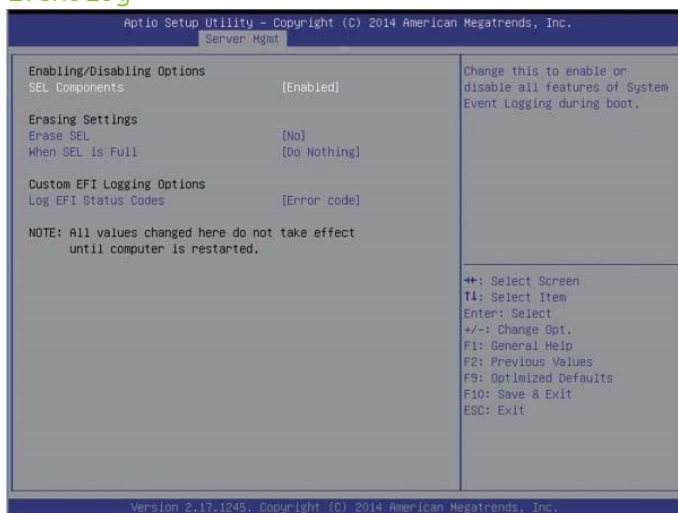 Aptio Setup Utility – Copyright (C) 2014 American Megatrends, Inc.
Server Mgmt
Enabling/Disabling Options
SEL Components [Enabled]
Erasing Settings
Erase SEL [No]
When SEL is Full [Do Nothing]
Custom EFI Logging Options
Log EFI Status Codes [Error code]
NOTE: All values changed here do not take effect
until computer is restarted.
Change this to enable or
disable all features of System
Event Logging during boot.
→←: Select Screen
↑↓: Select Item
Enter: Select
+/-: Change Opt.
F1: General Help
F2: Previous Values
F9: Optimized Defaults
F10: Save & Exit
ESC: Exit
Version 2.17.1245. Copyright (C) 2014 American Megatrends, Inc.